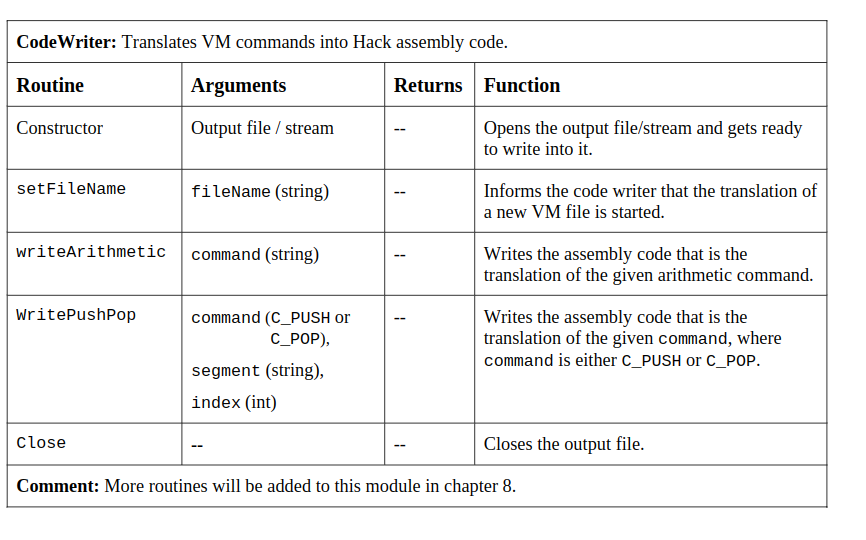 CodeWriter: Translates VM commands into Hack assembly code.
Routine Arguments Returns Function
Constructor Output file / stream -- Opens the output file/stream and gets ready
to write into it.
setFileName fileName (string) -- Informs the code writer that the translation of
a new VM file is started.
writeArithmetic command (string) -- Writes the assembly code that is the
translation of the given arithmetic command.
WritePushPop command (C_PUSH or -- Writes the assembly code that is the
C_POP), translation of the given command, where
command is either C_PUSH or C_POP.
segment (string),
index (int)
Close -- -- Closes the output file.
Comment: More routines will be added to this module in chapter 8.